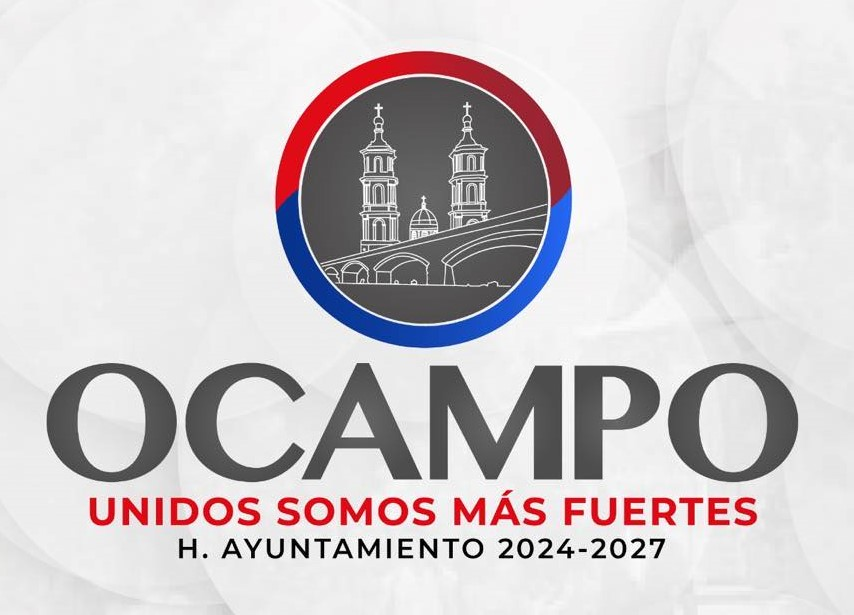 OCAMPO
UNIDOS SOMOS MÁS FUERTES
H. AYUNTAMIENTO 2024-2027